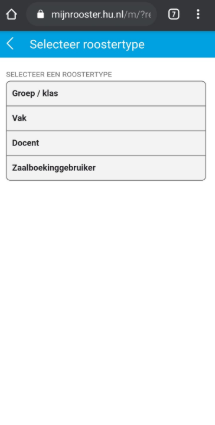 mijnrooster.hu.nl/m/?re
7
Selecteer roostertype
SELECTEER EEN ROOSTERTYPE
Groep / klas
Vak
Docent
Zaalboekinggebruiker